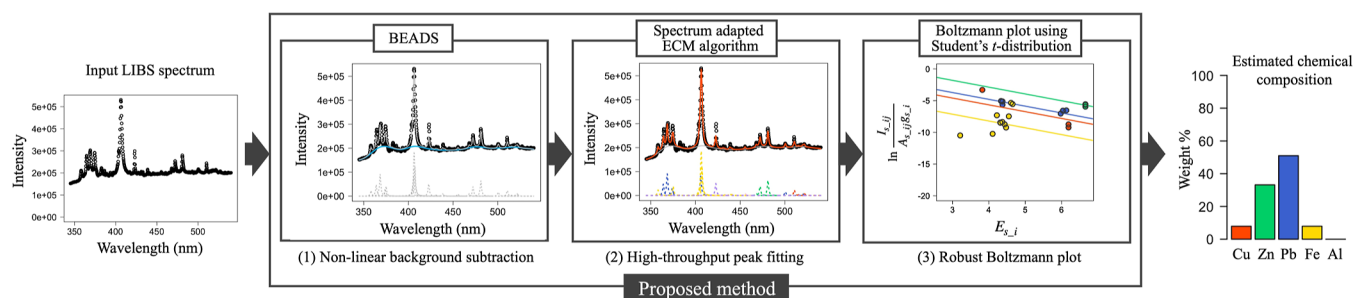 Input LIBS spectrum
Intensity
5e+05
4e+05
3e+05
2e+05
1e+05
0e+00
350 400 450 500
Wavelength (nm)
BEADS
Intensity
5e+05
4e+05
3e+05
2e+05
1e+05
0e+00
350 400 450 500
Wavelength (nm)
(1) Non-linear background subtraction
Spectrum adapted
ECM algorithm
Intensity
5e+05
4e+05
3e+05
2e+05
1e+05
0e+00
350 400 450 500
Wavelength (nm)
(2) High-throughput peak fitting
Boltzmann plot using
Student's t-distribution
ln I_s_ij / A_s_ij g_s_i
0
-5
-10
-15
-20
3 4 5 6
E_s_i
(3) Robust Boltzmann plot
Proposed method
Estimated chemical
composition
Weight %
100
80
60
40
20
0
Cu Zn Pb Fe Al